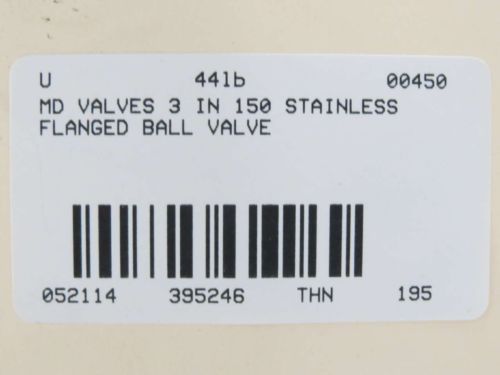 U 44lb 00450
MD VALVES 3 IN 150 STAINLESS
FLANGED BALL VALVE
052114 395246 THN 195